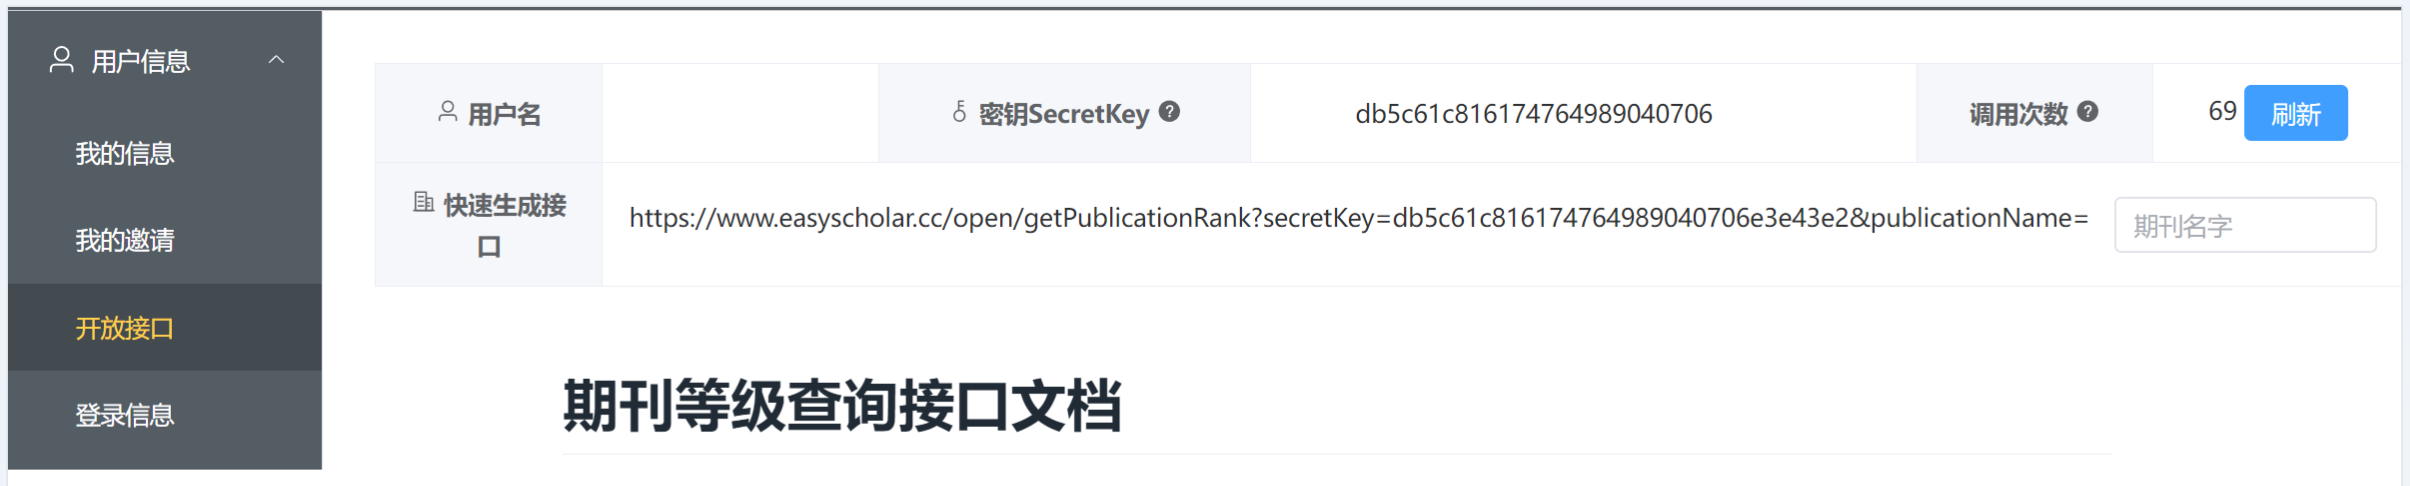 用户信息
我的信息
我的邀请
开放接口
登录信息
用户名
密钥SecretKey
db5c61c816174764989040706
调用次数
69
刷新
快速生成接
口
https://www.easyscholar.cc/open/getPublicationRank?secretKey=db5c61c816174764989040706e3e43e2&publicationName=
期刊名字
期刊等级查询接口文档